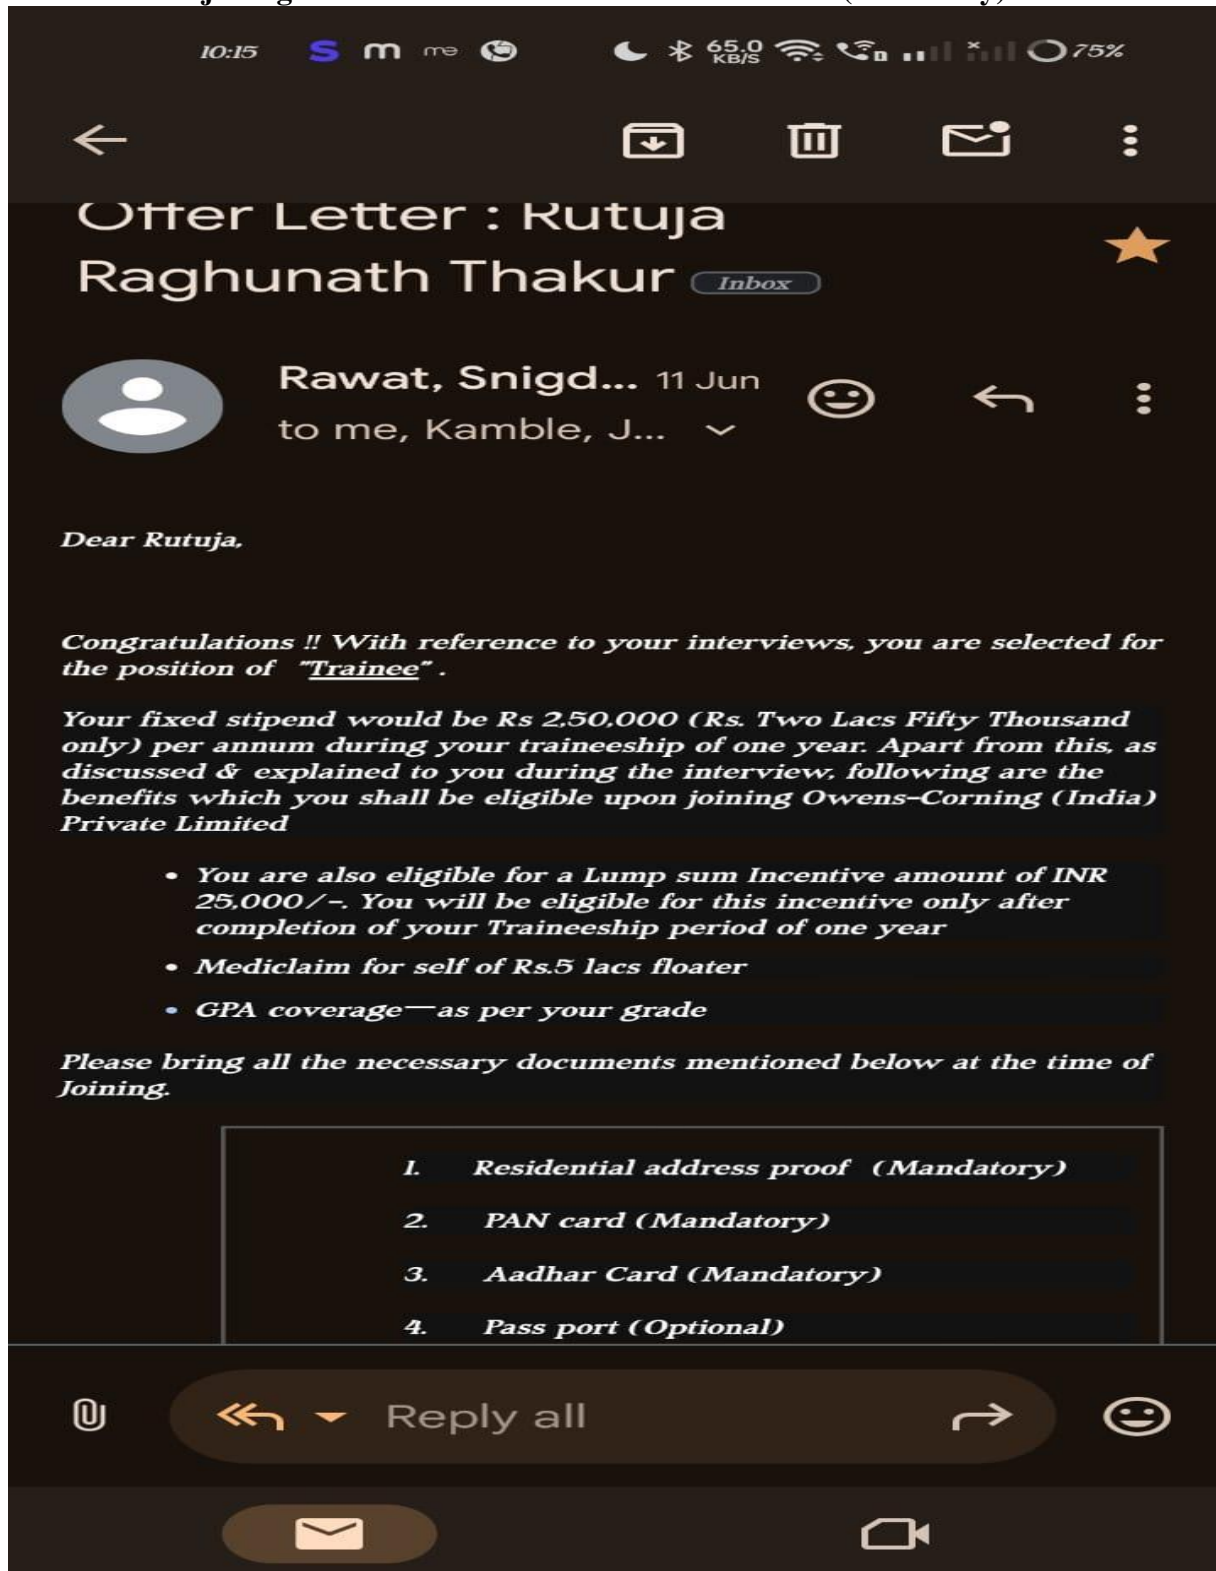 10:15 S m me 65.0 KB/S 75%
Offer Letter : Rutuja
Raghunath Thakur Inbox
Rawat, Snigd... 11 Jun
to me, Kamble, J...
Dear Rutuja,
Congratulations !! With reference to your interviews, you are selected for
the position of "Trainee" .
Your fixed stipend would be Rs 2,50,000 (Rs. Two Lacs Fifty Thousand
only) per annum during your traineeship of one year. Apart from this, as
discussed & explained to you during the interview, following are the
benefits which you shall be eligible upon joining Owens-Corning (India)
Private Limited
• You are also eligible for a Lump sum Incentive amount of INR
25,000/-. You will be eligible for this incentive only after
completion of your Traineeship period of one year
• Mediclaim for self of Rs.5 lacs floater
• GPA coverage—as per your grade
Please bring all the necessary documents mentioned below at the time of
Joining.
1. Residential address proof (Mandatory)
2. PAN card (Mandatory)
3. Aadhar Card (Mandatory)
4. Pass port (Optional)
Reply all